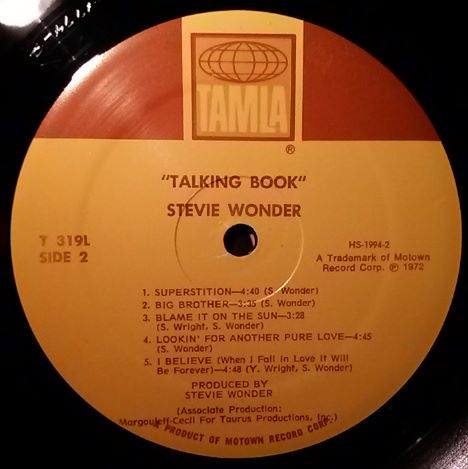 TAMLA
®
"TALKING BOOK"
STEVIE WONDER
T 319L
SIDE 2
HS-1994-2
A Trademark of Motown
Record Corp. ℗ 1972
1. SUPERSTITION—4:40 (S. Wonder)
2. BIG BROTHER—3:35 (S. Wonder)
3. BLAME IT ON THE SUN—3:28
(S. Wright, S. Wonder)
4. LOOKIN' FOR ANOTHER PURE LOVE—4:45
(S. Wonder)
5. I BELIEVE (When I Fall in Love It Will
Be Forever)—4:48 (Y. Wright, S. Wonder)
PRODUCED BY
STEVIE WONDER
(Associate Production:
Margouleff-Cecil For Taurus Productions, Inc.)
A PRODUCT OF MOTOWN RECORD CORP.